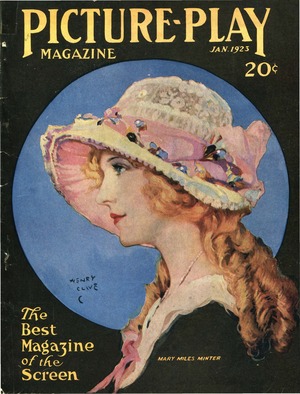 PICTURE-PLAY
MAGAZINE
JAN. 1923
20¢
HENRY
CLIVE
The
Best
Magazine
of the
Screen
MARY MILES MINTER